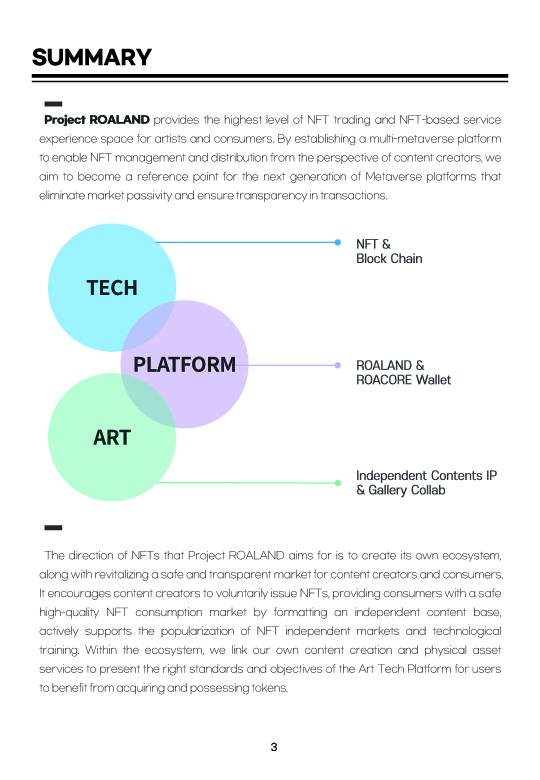 SUMMARY
Project ROALAND provides the highest level of NFT trading and NFT-based service
experience space for artists and consumers. By establishing a multi-metaverse platform
to enable NFT management and distribution from the perspective of content creators, we
aim to become a reference point for the next generation of Metaverse platforms that
eliminate market passivity and ensure transparency in transactions.
TECH
NFT &
Block Chain
PLATFORM
ROALAND &
ROACORE Wallet
ART
Independent Contents IP
& Gallery Collab
The direction of NFTs that Project ROALAND aims for is to create its own ecosystem,
along with revitalizing a safe and transparent market for content creators and consumers.
It encourages content creators to voluntarily issue NFTs, providing consumers with a safe
high-quality NFT consumption market by formatting an independent content base,
actively supports the popularization of NFT independent markets and technological
training. Within the ecosystem, we link our own content creation and physical asset
services to present the right standards and objectives of the Art Tech Platform for users
to benefit from acquiring and possessing tokens.
3